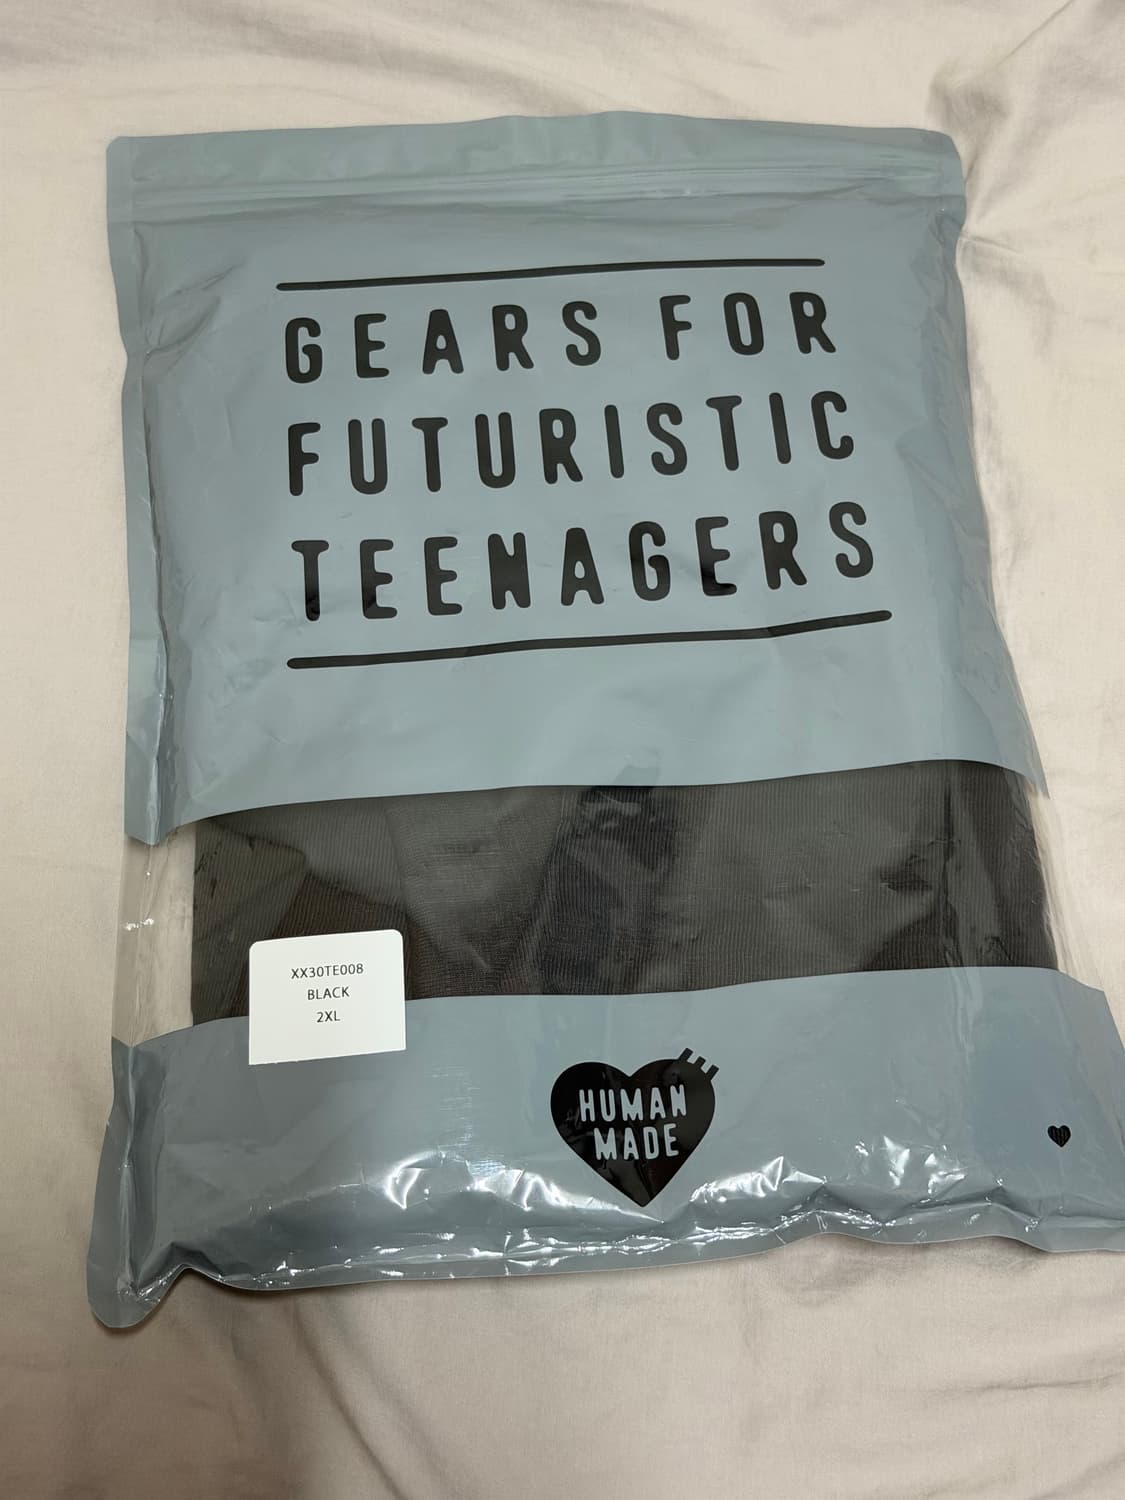 GEARS FOR
FUTURISTIC
TEENAGERS
XX30TE008
BLACK
2XL
HUMAN
MADE